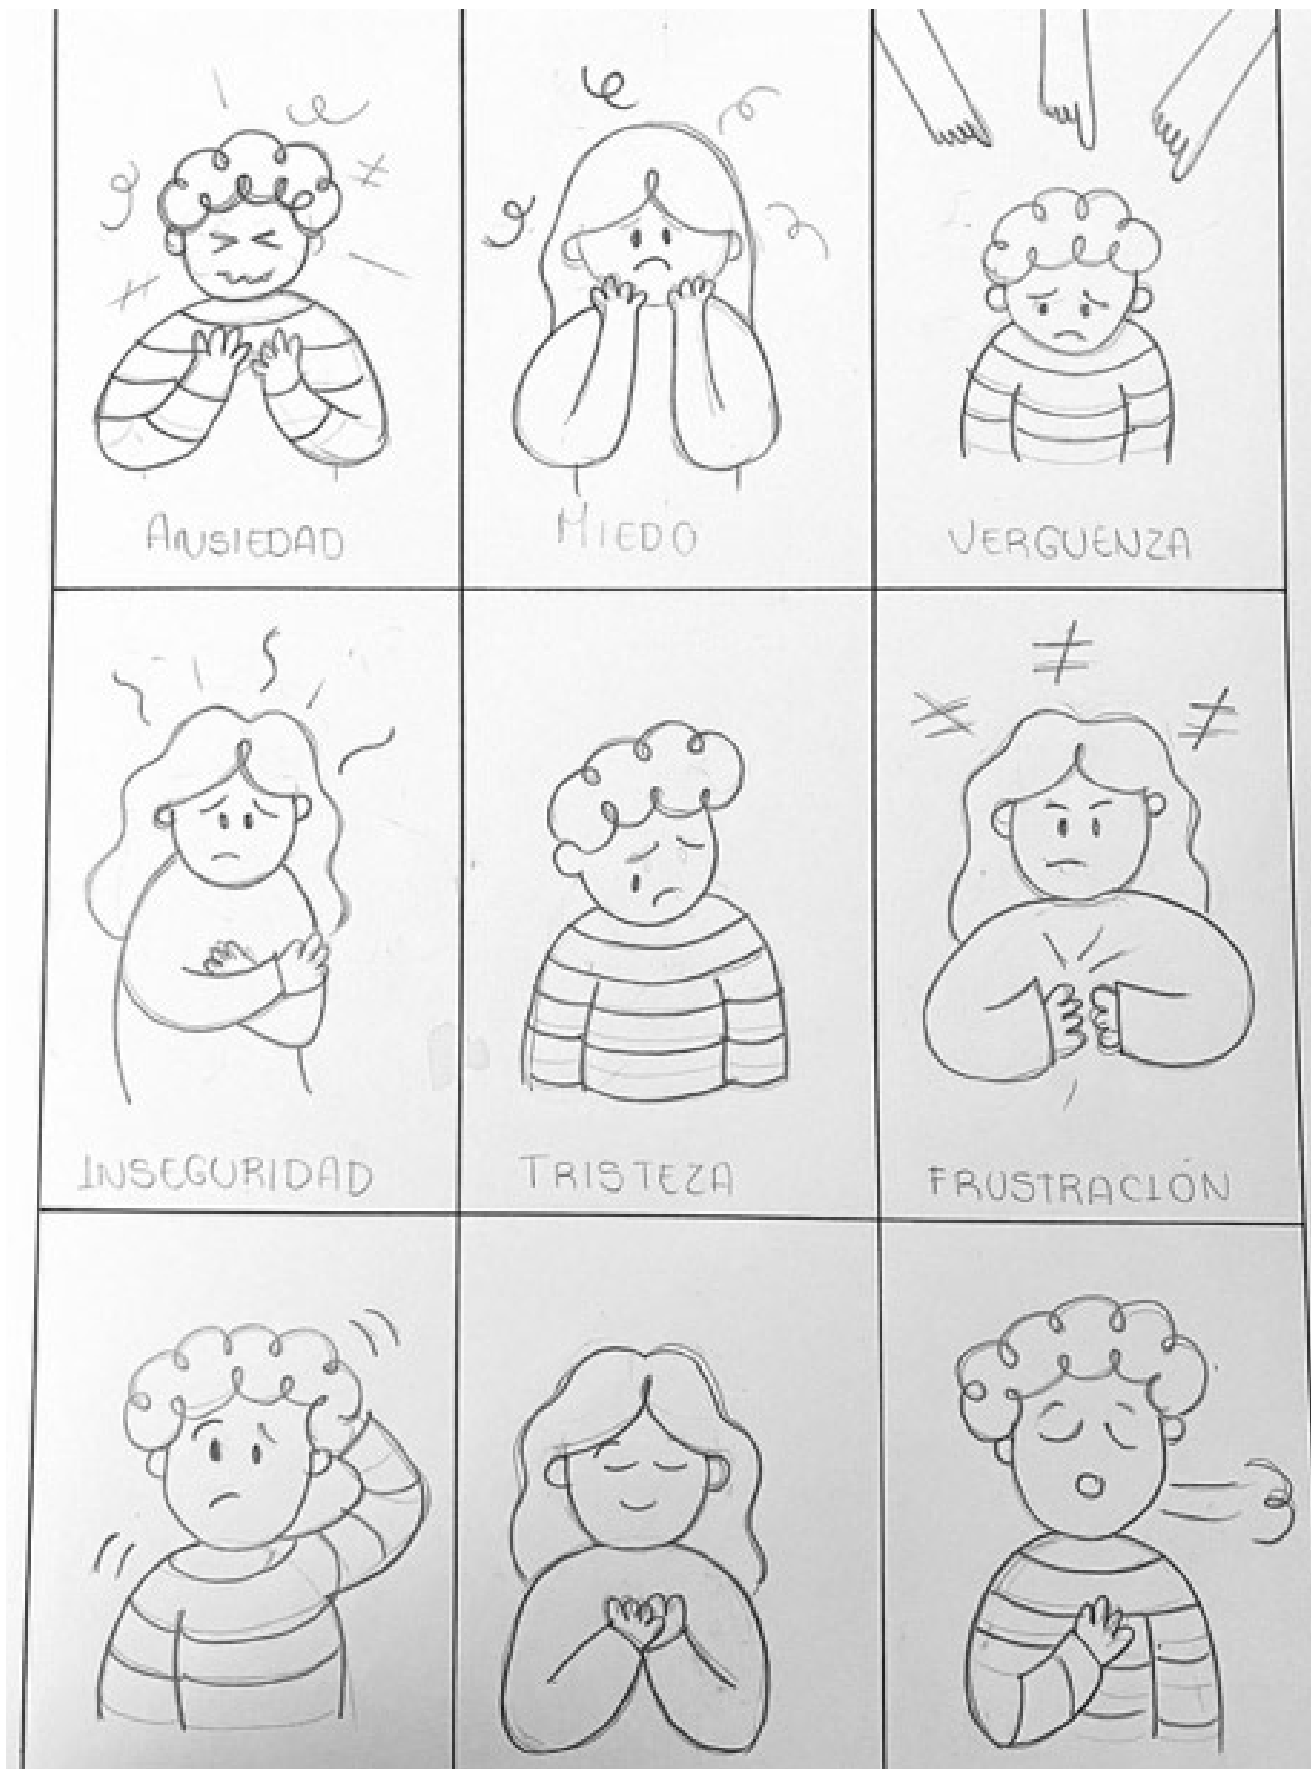 ANSIEDAD
MIEDO
VERGUENZA
INSEGURIDAD
TRISTEZA
FRUSTRACIÓN